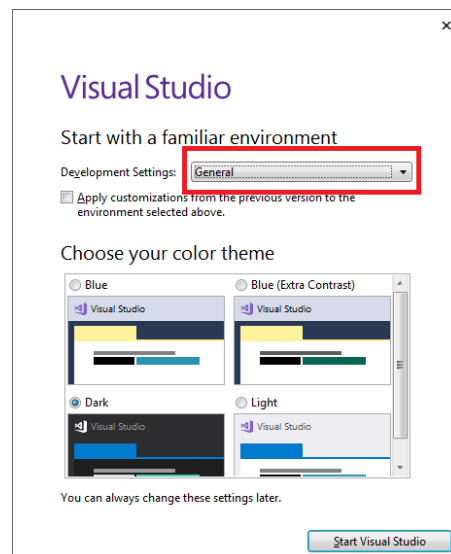 Visual Studio
Start with a familiar environment
Development Settings: General
Apply customizations from the previous version to the
environment selected above.
Choose your color theme
Blue
Blue (Extra Contrast)
Visual Studio
Visual Studio
Dark
Light
Visual Studio
Visual Studio
You can always change these settings later.
Start Visual Studio